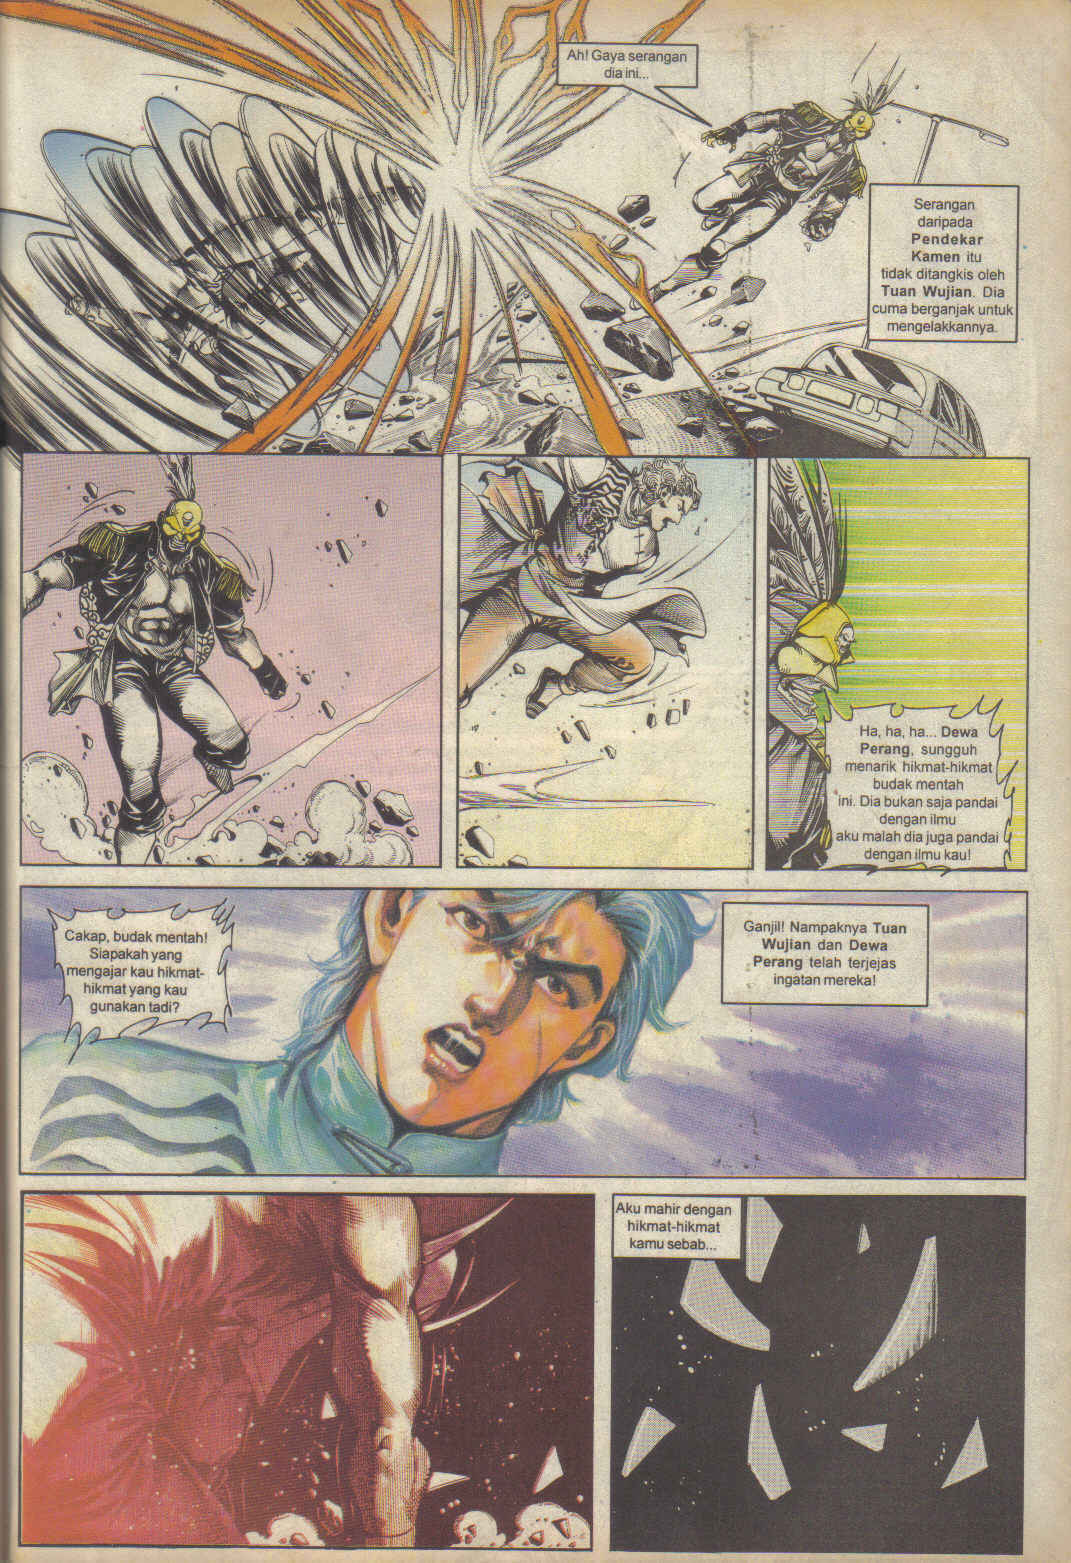 Ah! Gaya serangan
dia ini...
Serangan
daripada
Pendekar
Kamen itu
tidak ditangkis oleh
Tuan Wujian. Dia
cuma berganjak untuk
mengelakkannya.
Ha, ha, ha... Dewa
Perang, sungguh
menarik hikmat-hikmat
budak mentah
ini. Dia bukan saja pandai
dengan ilmu
aku malah dia juga pandai
dengan ilmu kau!
Cakap, budak mentah!
Siapakah yang
mengajar kau hikmat-
hikmat yang kau
gunakan tadi?
Ganjil! Nampaknya Tuan
Wujian dan Dewa
Perang telah terjejas
ingatan mereka!
Aku mahir dengan
hikmat-hikmat
kamu sebab...